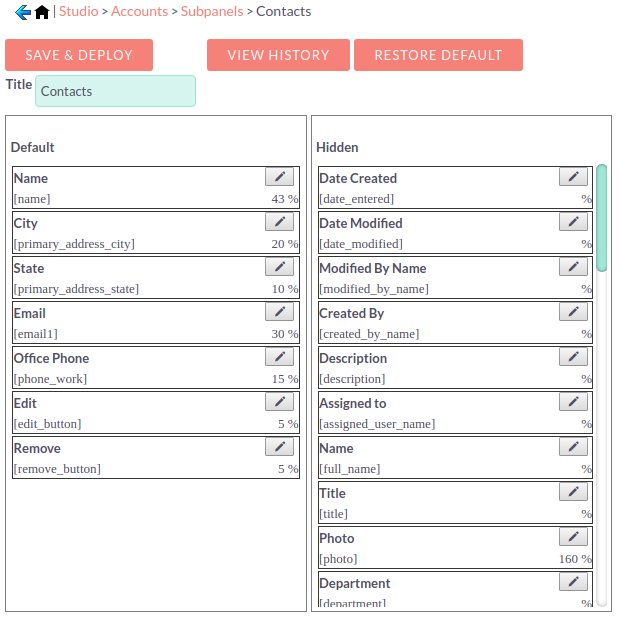 | Studio > Accounts > Subpanels > Contacts
SAVE & DEPLOY VIEW HISTORY RESTORE DEFAULT
Title Contacts
Default
Name
[name] 43 %
City
[primary_address_city] 20 %
State
[primary_address_state] 10 %
Email
[email1] 30 %
Office Phone
[phone_work] 15 %
Edit
[edit_button] 5 %
Remove
[remove_button] 5 %
Hidden
Date Created
[date_entered] %
Date Modified
[date_modified] %
Modified By Name
[modified_by_name] %
Created By
[created_by_name] %
Description
[description] %
Assigned to
[assigned_user_name] %
Name
[full_name] %
Title
[title] %
Photo
[photo] 160 %
Department
[department] %